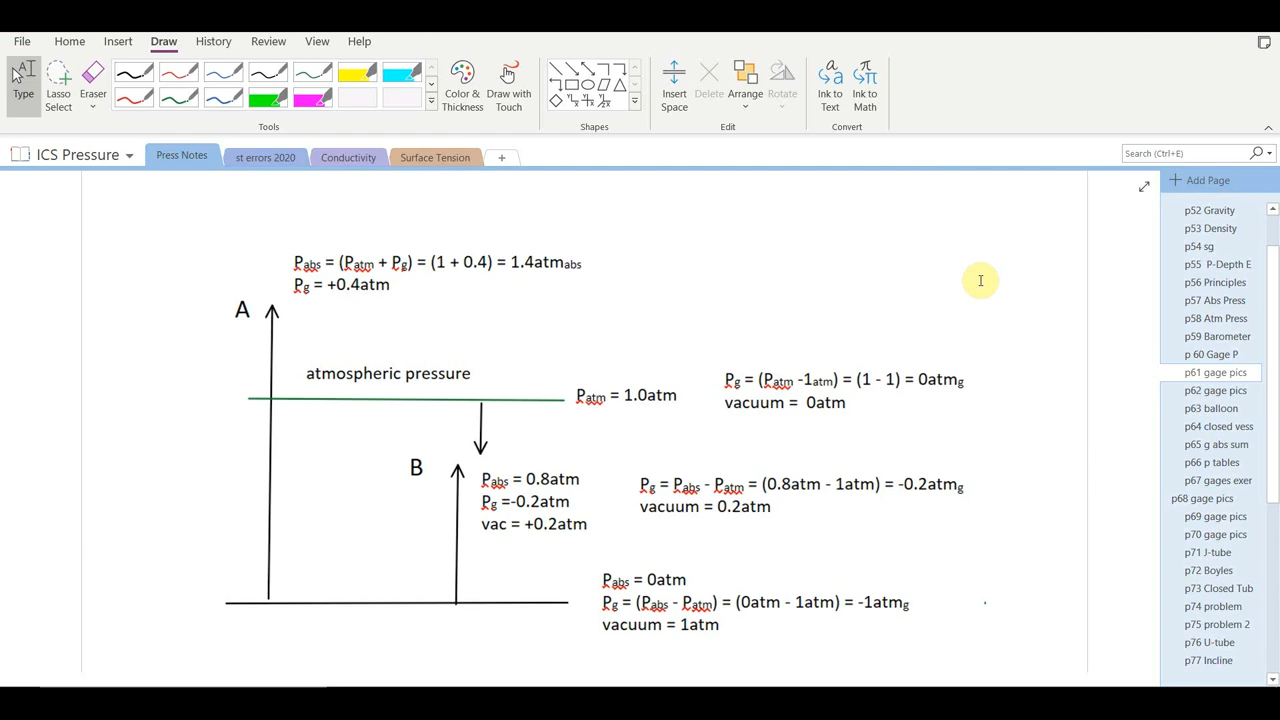 File Home Insert Draw History Review View Help
Type
Lasso Select
Eraser
Color & Thickness
Draw with Touch
Insert Space
Delete
Arrange
Rotate
Ink to Text
Ink to Math
Tools
Shapes
Edit
Convert
ICS Pressure
Press Notes
st errors 2020
Conductivity
Surface Tension
+
Search (Ctrl+E)
Pabs = (Patm + Pg) = (1 + 0.4) = 1.4atmabs
Pg = +0.4atm
A
atmospheric pressure
Patm = 1.0atm
Pg = (Patm -1atm) = (1 - 1) = 0atmg
vacuum =  0atm
B
Pabs = 0.8atm
Pg =-0.2atm
vac = +0.2atm
Pg = Pabs - Patm = (0.8atm - 1atm) = -0.2atmg
vacuum = 0.2atm
Pabs = 0atm
Pg = (Pabs - Patm) = (0atm - 1atm) = -1atmg
vacuum = 1atm
+ Add Page
p52 Gravity
p53 Density
p54 sg
p55  P-Depth E
p56 Principles
p57 Abs Press
p58 Atm Press
p59 Barometer
p 60 Gage P
p61 gage pics
p62 gage pics
p63 balloon
p64 closed vess
p65 g abs sum
p66 p tables
p67 gages exer
p68 gage pics
p69 gage pics
p70 gage pics
p71 J-tube
p72 Boyles
p73 Closed Tub
p74 problem
p75 problem 2
p76 U-tube
p77 Incline